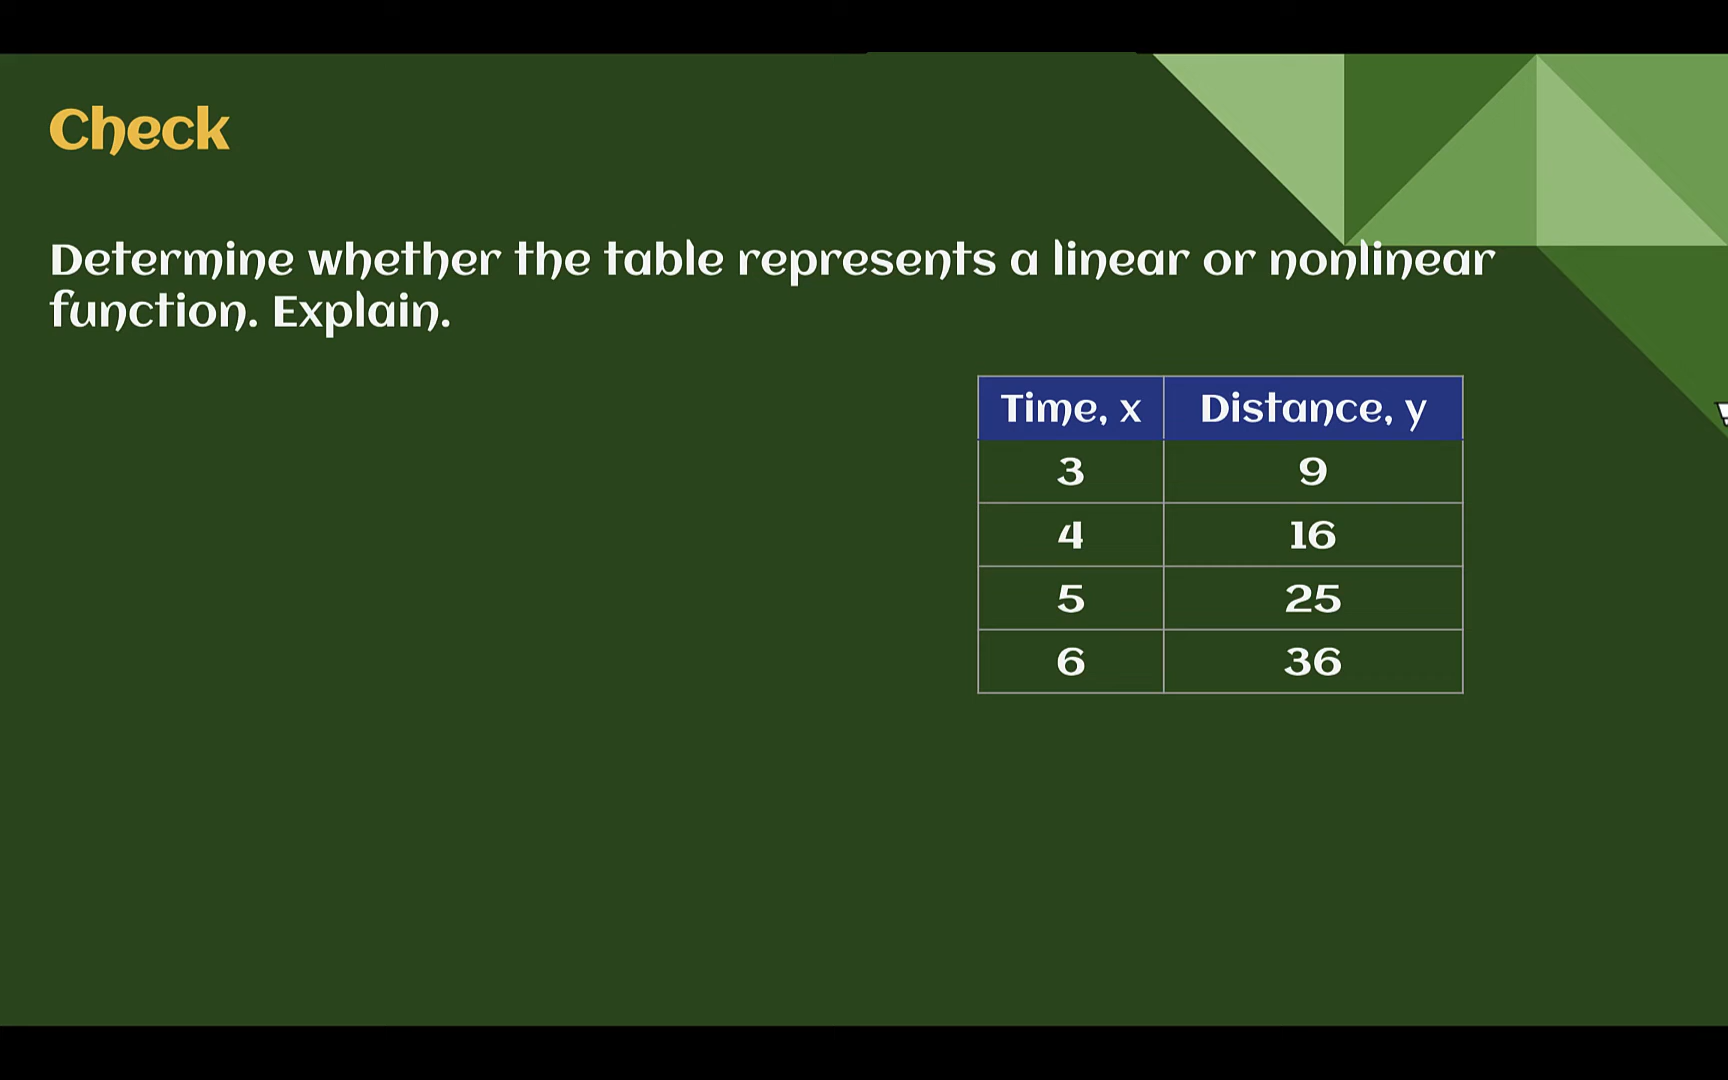 Check
Determine whether the table represents a linear or nonlinear
function. Explain.
Time, x Distance, y
3 9
4 16
5 25
6 36